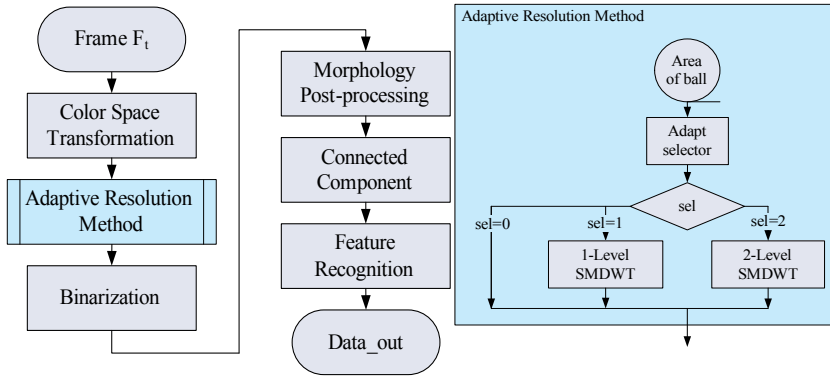 Frame Ft
Color Space
Transformation
Adaptive Resolution
Method
Binarization
Morphology
Post-processing
Connected
Component
Feature
Recognition
Data_out
Adaptive Resolution Method
Area
of ball
Adapt
selector
sel
sel=0
sel=1
sel=2
1-Level
SMDWT
2-Level
SMDWT